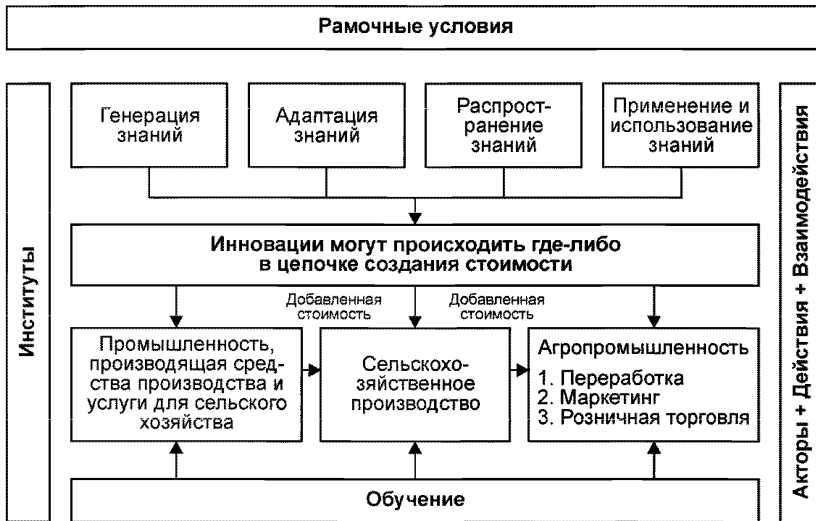 Рамочные условия
Институты
Генерация
знаний
Адаптация
знаний
Распрост-
ранение
знаний
Применение и
использование
знаний
Инновации могут происходить где-либо
в цепочке создания стоимости
Добавленная
стоимость
Добавленная
стоимость
Промышленность,
производящая сред-
ства производства и
услуги для сельского
хозяйства
Сельскохо-
зяйственное
производство
Агропромышленность
1. Переработка
2. Маркетинг
3. Розничная торговля
Обучение
Акторы + Действия + Взаимодействия